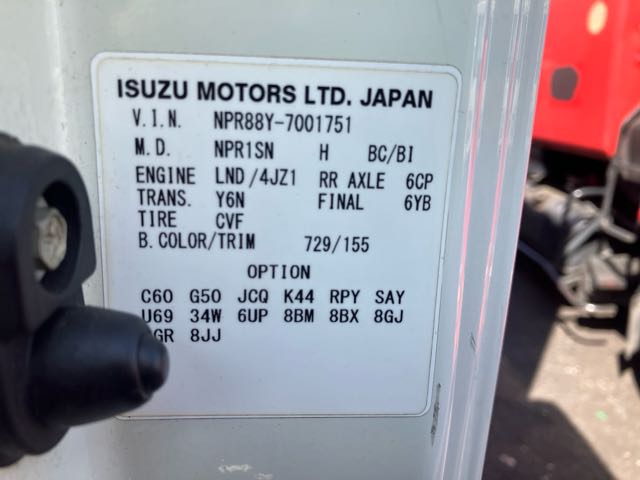 ISUZU MOTORS LTD. JAPAN
V.I.N. NPR88Y-7001751
M.D. NPR1SN H BC/BI
ENGINE LND/4JZ1 RR AXLE 6CP
TRANS. Y6N FINAL 6YB
TIRE CVF
B.COLOR/TRIM 729/155
OPTION
C60 G50 JCQ K44 RPY SAY
U69 34W 6UP 8BM 8BX 8GJ
8JJ